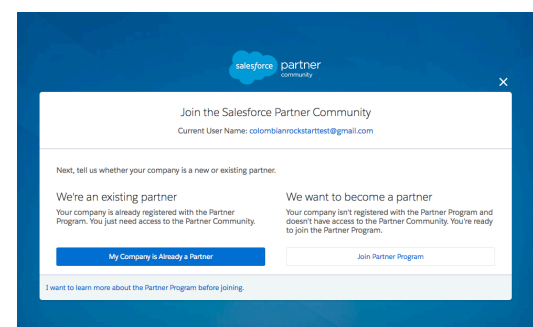 salesforce partner
community
Join the Salesforce Partner Community
Current User Name: colombianrockstarttest@gmail.com
Next, tell us whether your company is a new or existing partner.
We're an existing partner
Your company is already registered with the Partner
Program. You just need access to the Partner Community.
My Company is Already a Partner
We want to become a partner
Your company isn't registered with the Partner Program and
doesn't have access to the Partner Community. You're ready
to join the Partner Program.
Join Partner Program
I want to learn more about the Partner Program before joining.